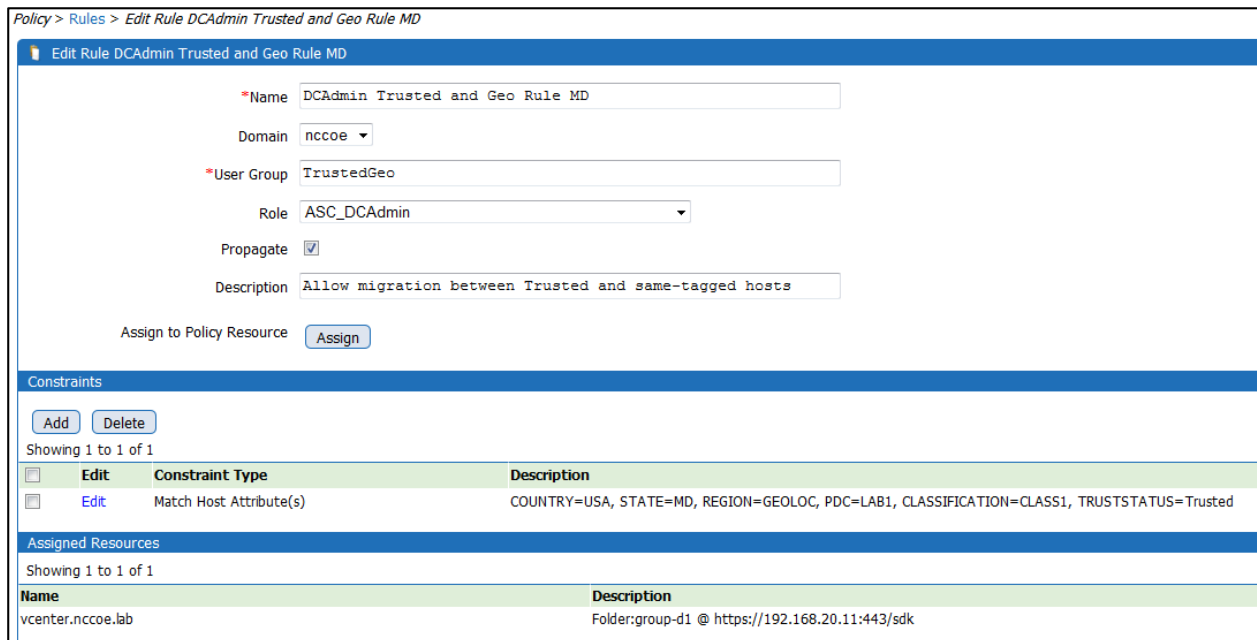 Policy > Rules > Edit Rule DCAdmin Trusted and Geo Rule MD
Edit Rule DCAdmin Trusted and Geo Rule MD
*Name DCAdmin Trusted and Geo Rule MD
Domain nccoe
*User Group TrustedGeo
Role ASC_DCAdmin
Propagate
Description Allow migration between Trusted and same-tagged hosts
Assign to Policy Resource Assign
Constraints
Add Delete
Showing 1 to 1 of 1
Edit Constraint Type Description
Edit Match Host Attribute(s) COUNTRY=USA, STATE=MD, REGION=GEOLOC, PDC=LAB1, CLASSIFICATION=CLASS1, TRUSTSTATUS=Trusted
Assigned Resources
Showing 1 to 1 of 1
Name Description
vcenter.nccoe.lab Folder:group-d1 @ https://192.168.20.11:443/sdk